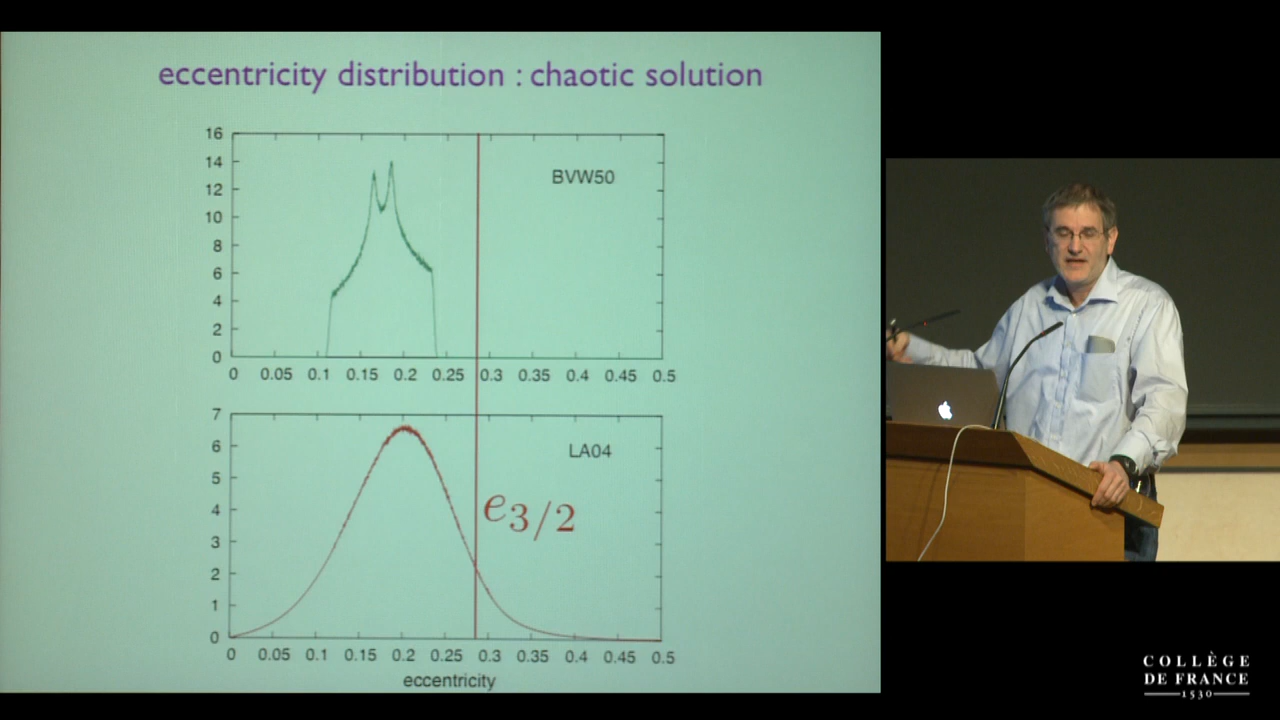 eccentricity distribution : chaotic solution
16
14
12
10
8
6
4
2
0
BVW50
0 0.05 0.1 0.15 0.2 0.25 0.3 0.35 0.4 0.45 0.5
7
6
5
4
3
2
1
0
LA04
e3/2
0 0.05 0.1 0.15 0.2 0.25 0.3 0.35 0.4 0.45 0.5
eccentricity
COLLÈGE
DE FRANCE
1530